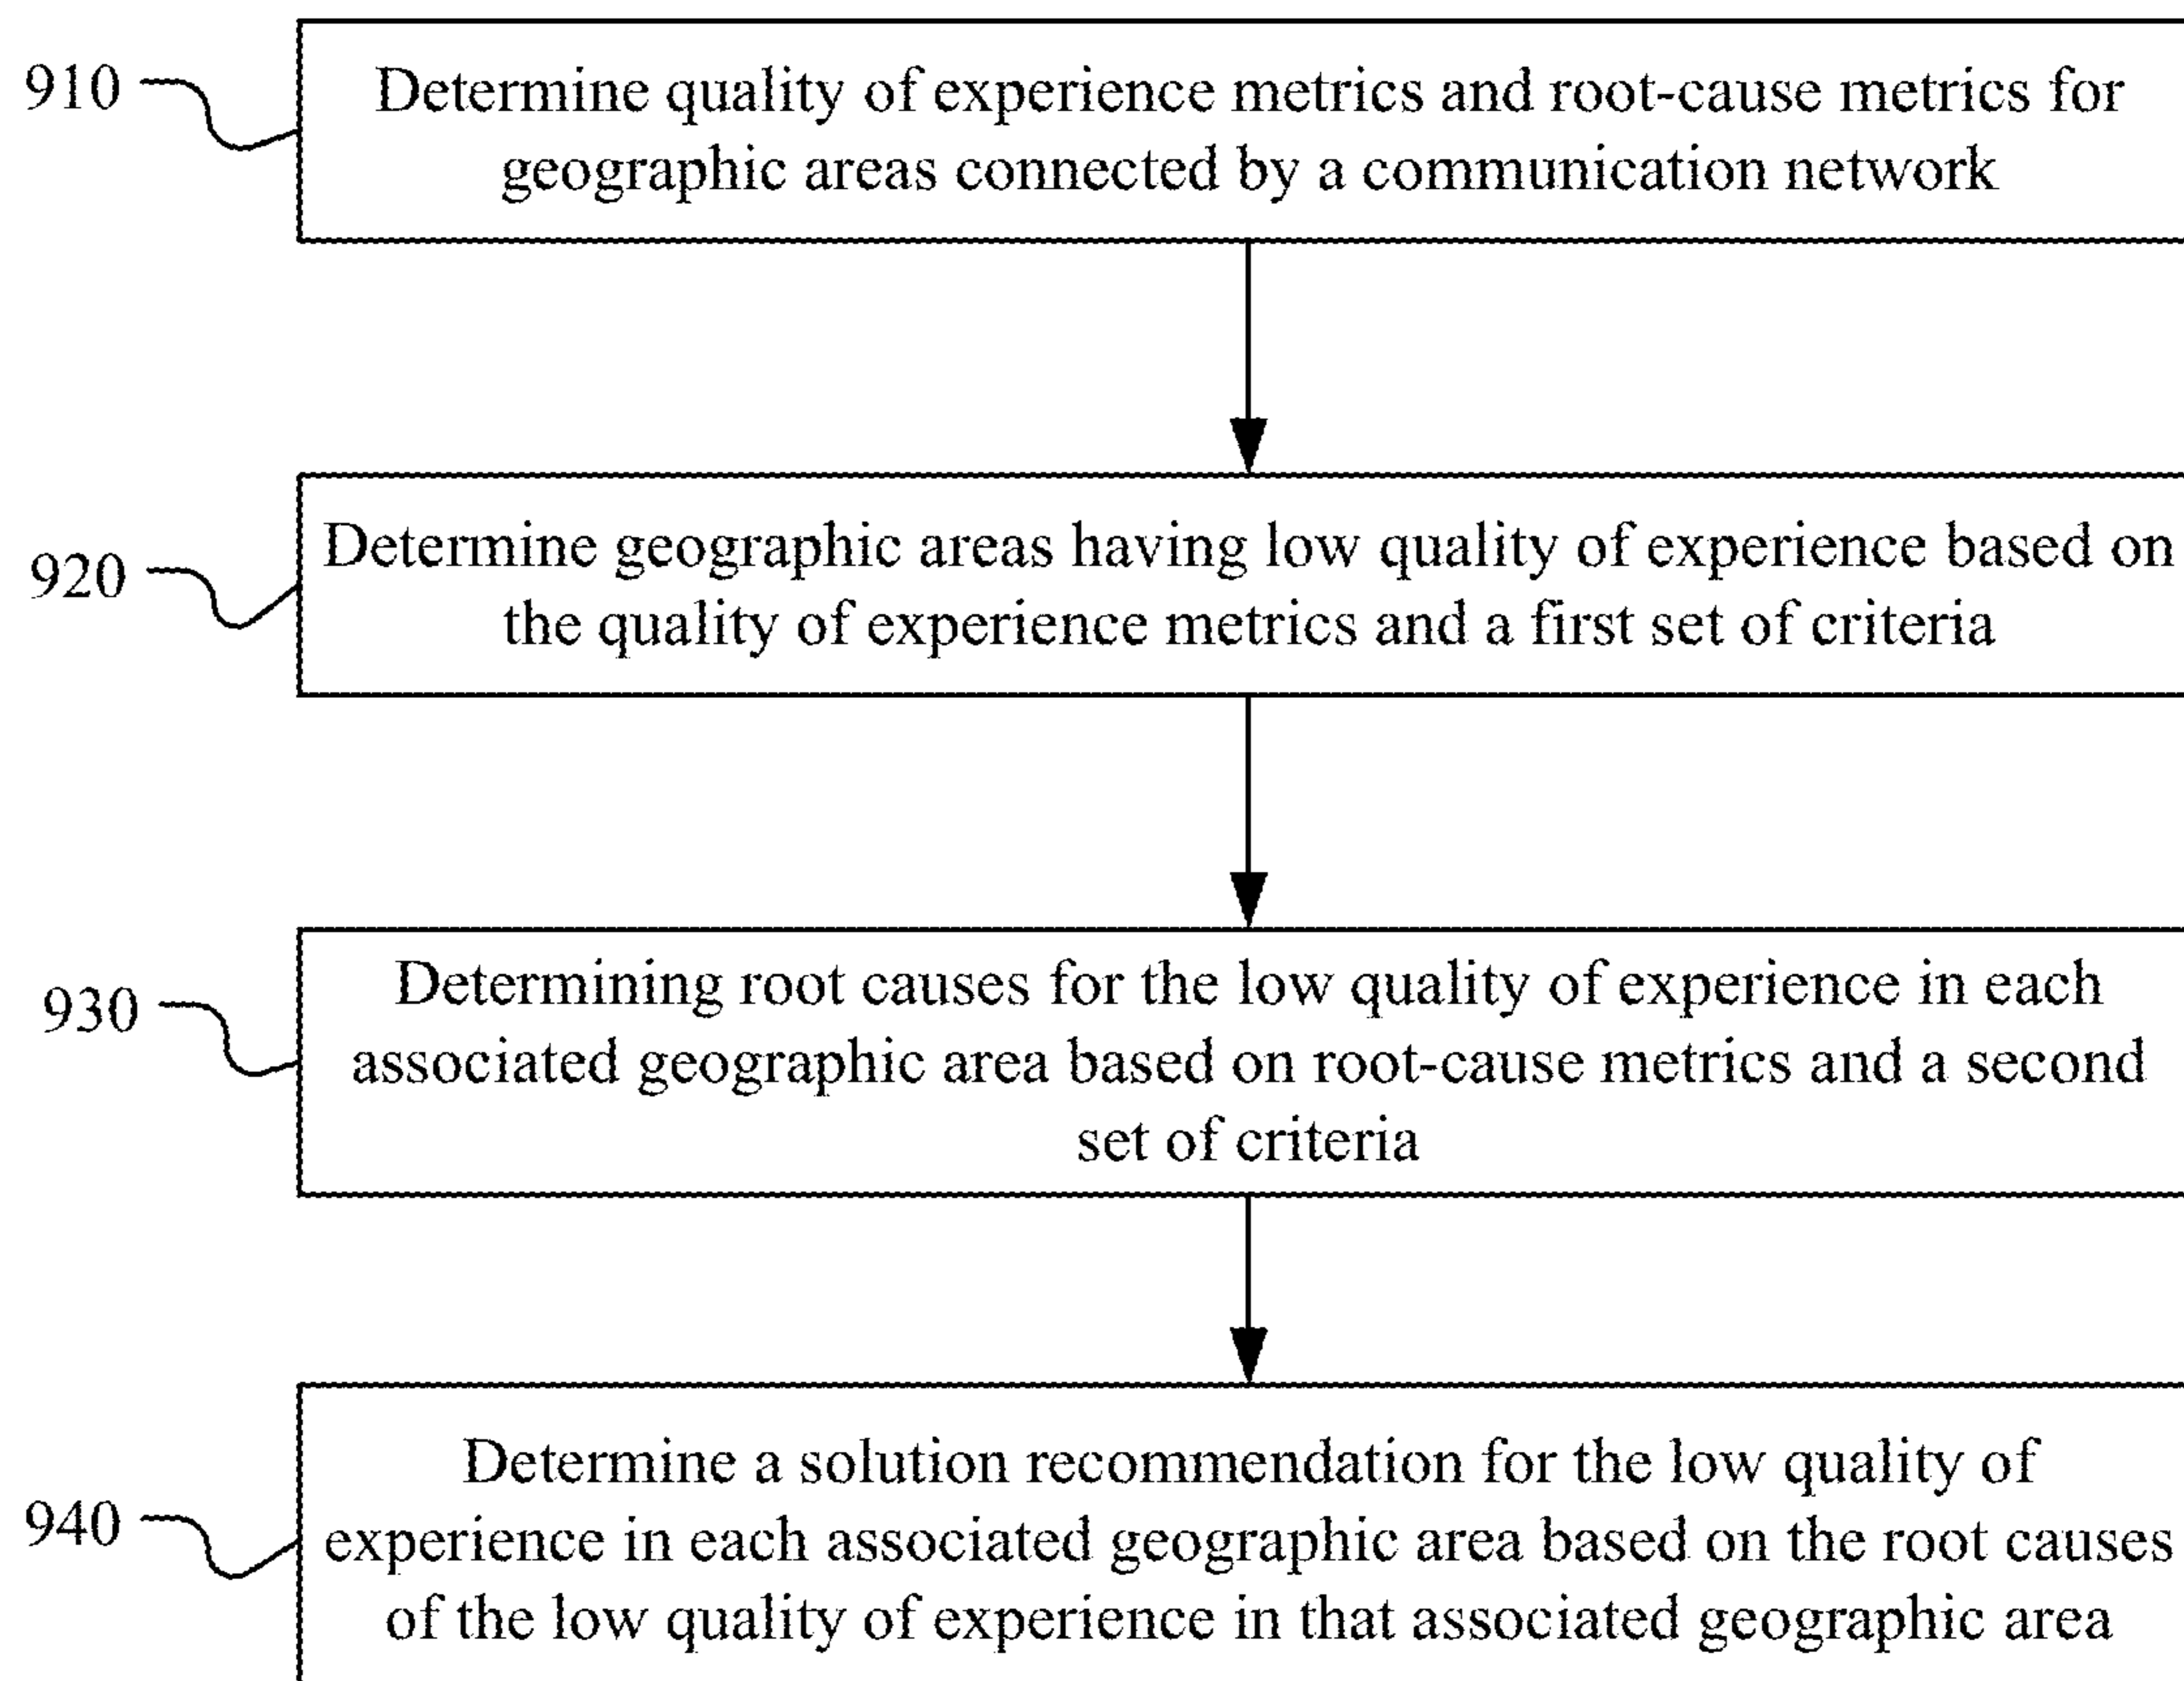 910
Determine quality of experience metrics and root-cause metrics for
geographic areas connected by a communication network
920
Determine geographic areas having low quality of experience based on
the quality of experience metrics and a first set of criteria
930
Determining root causes for the low quality of experience in each
associated geographic area based on root-cause metrics and a second
set of criteria
940
Determine a solution recommendation for the low quality of
experience in each associated geographic area based on the root causes
of the low quality of experience in that associated geographic area